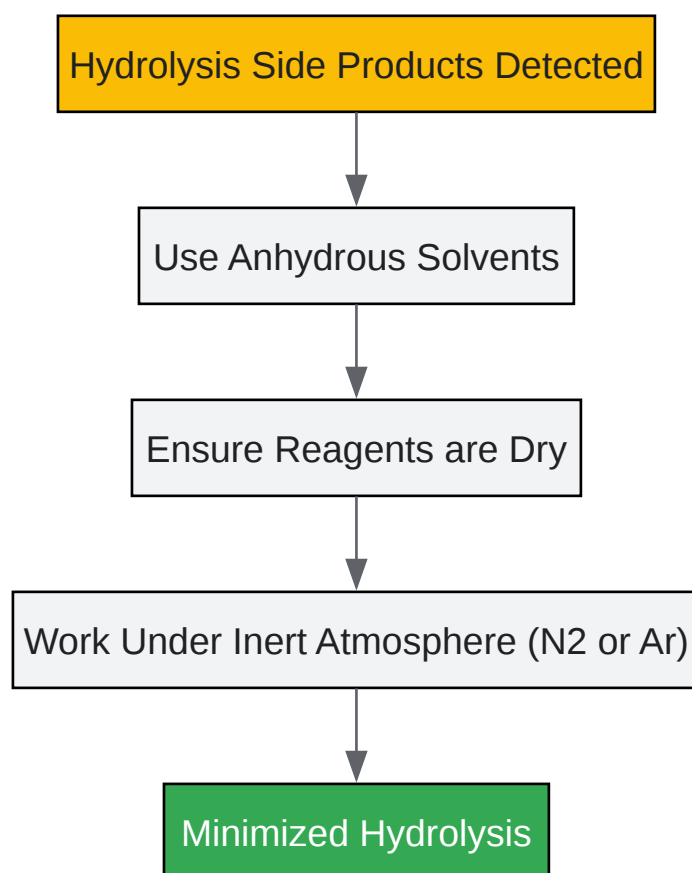 Hydrolysis Side Products Detected
Use Anhydrous Solvents
Ensure Reagents are Dry
Work Under Inert Atmosphere (N2 or Ar)
Minimized Hydrolysis